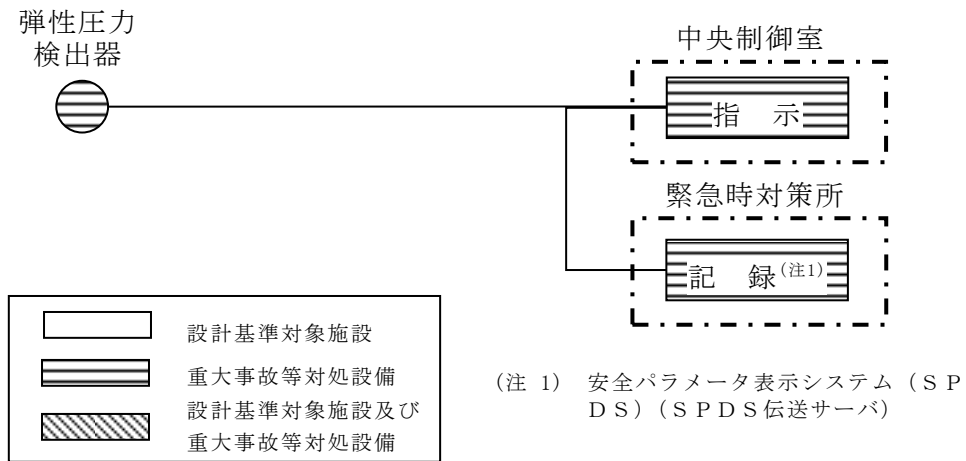 弾性圧力
検出器
中央制御室
指 示
緊急時対策所
記 録(注1)
設計基準対象施設
重大事故等対処設備
設計基準対象施設及び
重大事故等対処設備
(注 1) 安全パラメータ表示システム(SP
DS)(SPDS伝送サーバ)